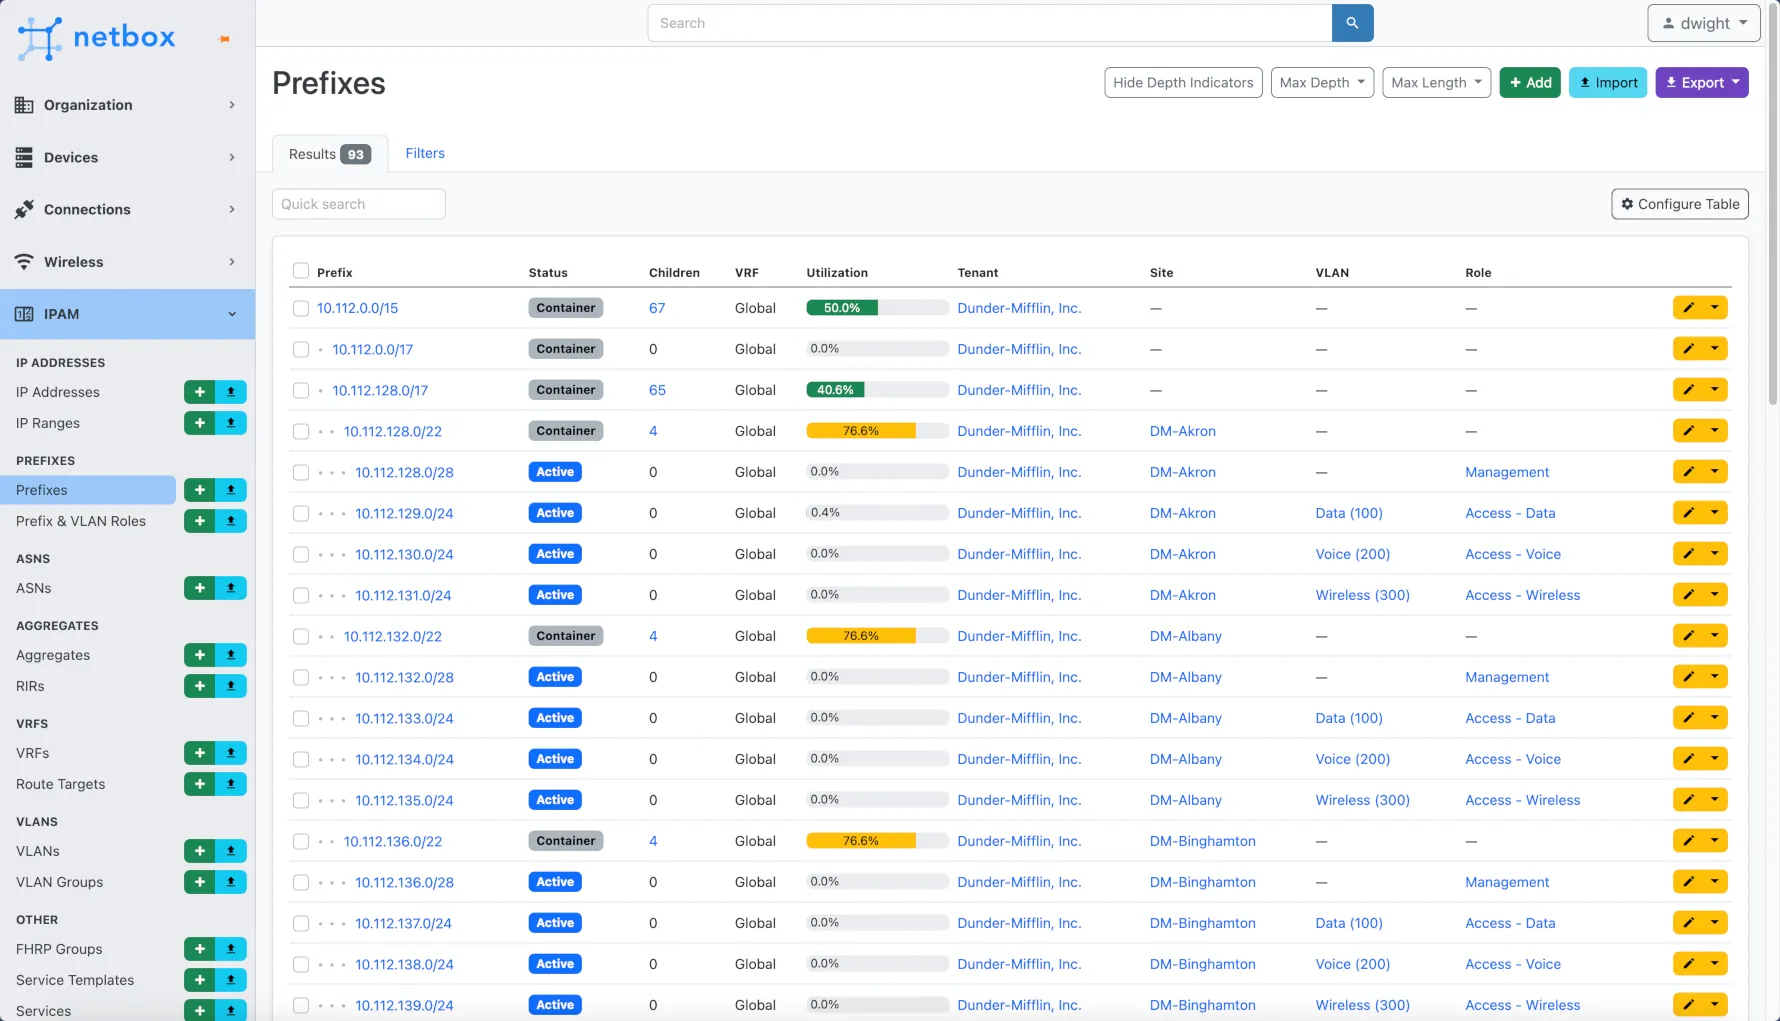 netbox
Search
dwight
Organization
Devices
Connections
Wireless
IPAM
IP ADDRESSES
IP Addresses
IP Ranges
PREFIXES
Prefixes
Prefix & VLAN Roles
ASNS
ASNs
AGGREGATES
Aggregates
RIRs
VRFS
VRFs
Route Targets
VLANS
VLANs
VLAN Groups
OTHER
FHRP Groups
Service Templates
Services
Prefixes
Hide Depth Indicators Max Depth Max Length + Add Import Export
Results 93 Filters
Quick search
Configure Table
Prefix Status Children VRF Utilization Tenant Site VLAN Role
10.112.0.0/15 Container 67 Global 50.0% Dunder-Mifflin, Inc. — — —
10.112.0.0/17 Container 0 Global 0.0% Dunder-Mifflin, Inc. — — —
10.112.128.0/17 Container 65 Global 40.6% Dunder-Mifflin, Inc. — — —
10.112.128.0/22 Container 4 Global 76.6% Dunder-Mifflin, Inc. DM-Akron — —
10.112.128.0/28 Active 0 Global 0.0% Dunder-Mifflin, Inc. DM-Akron — Management
10.112.129.0/24 Active 0 Global 0.4% Dunder-Mifflin, Inc. DM-Akron Data (100) Access - Data
10.112.130.0/24 Active 0 Global 0.0% Dunder-Mifflin, Inc. DM-Akron Voice (200) Access - Voice
10.112.131.0/24 Active 0 Global 0.0% Dunder-Mifflin, Inc. DM-Akron Wireless (300) Access - Wireless
10.112.132.0/22 Container 4 Global 76.6% Dunder-Mifflin, Inc. DM-Albany — —
10.112.132.0/28 Active 0 Global 0.0% Dunder-Mifflin, Inc. DM-Albany — Management
10.112.133.0/24 Active 0 Global 0.0% Dunder-Mifflin, Inc. DM-Albany Data (100) Access - Data
10.112.134.0/24 Active 0 Global 0.0% Dunder-Mifflin, Inc. DM-Albany Voice (200) Access - Voice
10.112.135.0/24 Active 0 Global 0.0% Dunder-Mifflin, Inc. DM-Albany Wireless (300) Access - Wireless
10.112.136.0/22 Container 4 Global 76.6% Dunder-Mifflin, Inc. DM-Binghamton — —
10.112.136.0/28 Active 0 Global 0.0% Dunder-Mifflin, Inc. DM-Binghamton — Management
10.112.137.0/24 Active 0 Global 0.0% Dunder-Mifflin, Inc. DM-Binghamton Data (100) Access - Data
10.112.138.0/24 Active 0 Global 0.0% Dunder-Mifflin, Inc. DM-Binghamton Voice (200) Access - Voice
10.112.139.0/24 Active 0 Global 0.0% Dunder-Mifflin, Inc. DM-Binghamton Wireless (300) Access - Wireless